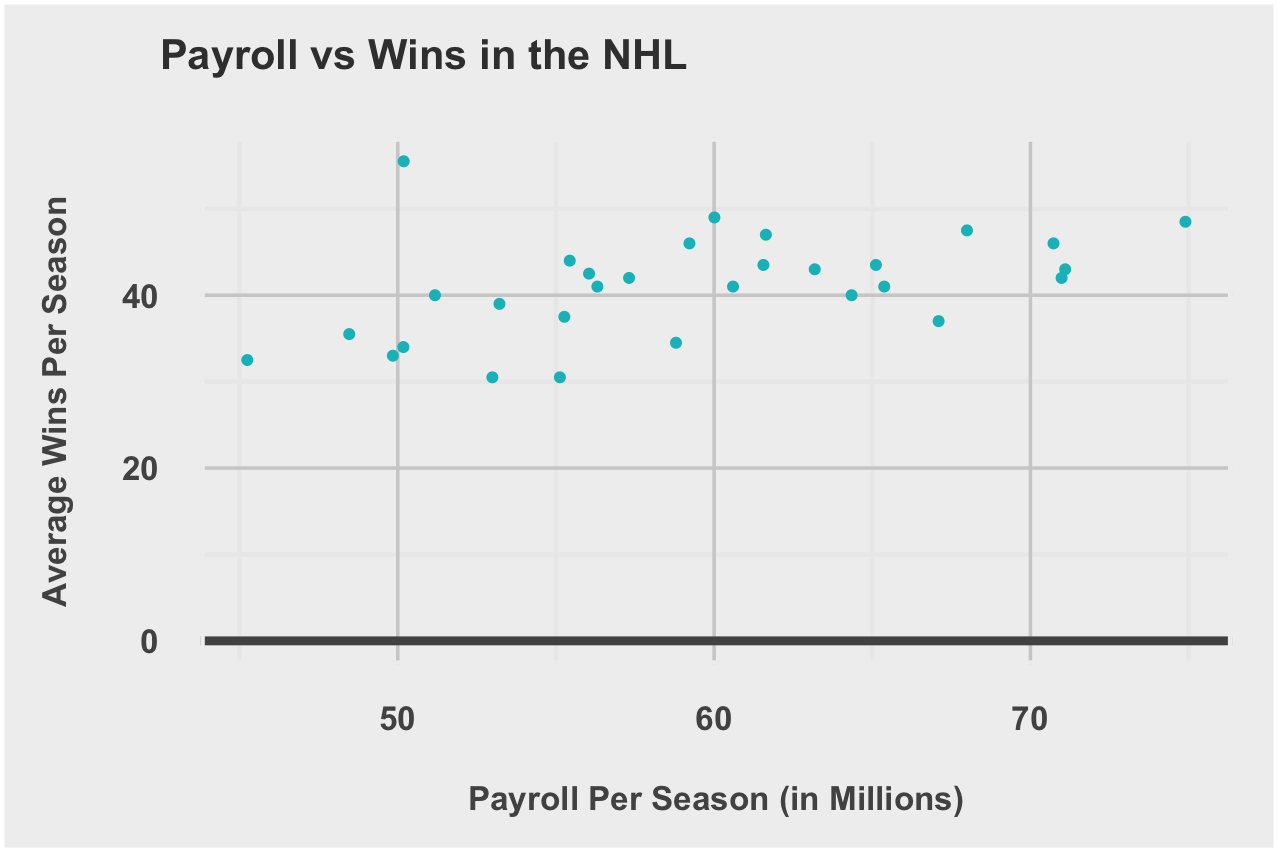 Payroll vs Wins in the NHL
Average Wins Per Season
40
20
0
50 60 70
Payroll Per Season (in Millions)